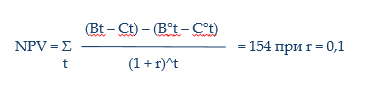 (Bt – Ct) – (B°t – C°t)
NPV = Σ = 154 при r = 0,1
t (1 + r)^t